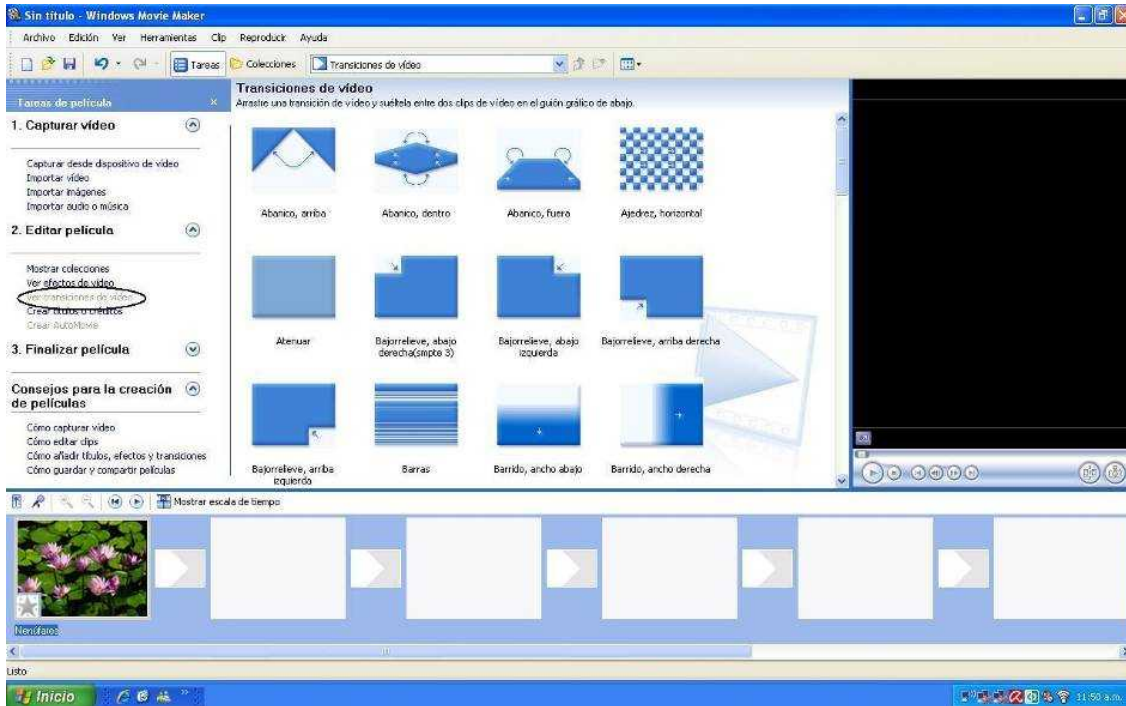 Sin título - Windows Movie Maker
Archivo Edición Ver Herramientas Clip Reproducir Ayuda
Tareas Colecciones Transiciones de vídeo
Tareas de película
1. Capturar vídeo
Capturar desde dispositivo de vídeo
Importar vídeo
Importar imágenes
Importar audio o música
2. Editar película
Mostrar colecciones
Ver efectos de vídeo
Ver transiciones de vídeo
Crear títulos o créditos
Crear AutoMovie
3. Finalizar película
Consejos para la creación
de películas
Cómo capturar vídeo
Cómo editar clips
Cómo añadir títulos, efectos y transiciones
Cómo guardar y compartir películas
Transiciones de vídeo
Arrastre una transición de vídeo y suéltela entre dos clips de vídeo en el guión gráfico de abajo.
Abanico, arriba
Abanico, dentro
Abanico, fuera
Ajedrez, horizontal
Atenuar
Bajorrelieve, abajo
derecha(smpte 3)
Bajorrelieve, abajo
izquierda
Bajorrelieve, arriba derecha
Bajorrelieve, arriba
izquierda
Barras
Barrido, ancho abajo
Barrido, ancho derecha
Mostrar escala de tiempo
Nenúfares
Listo
Inicio
11:50 a.m.